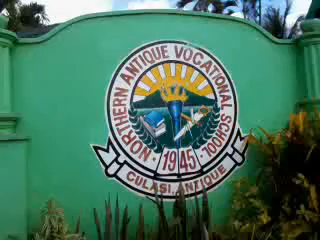 NORTHERN ANTIQUE VOCATIONAL SCHOOL
1945
CULASI ANTIQUE